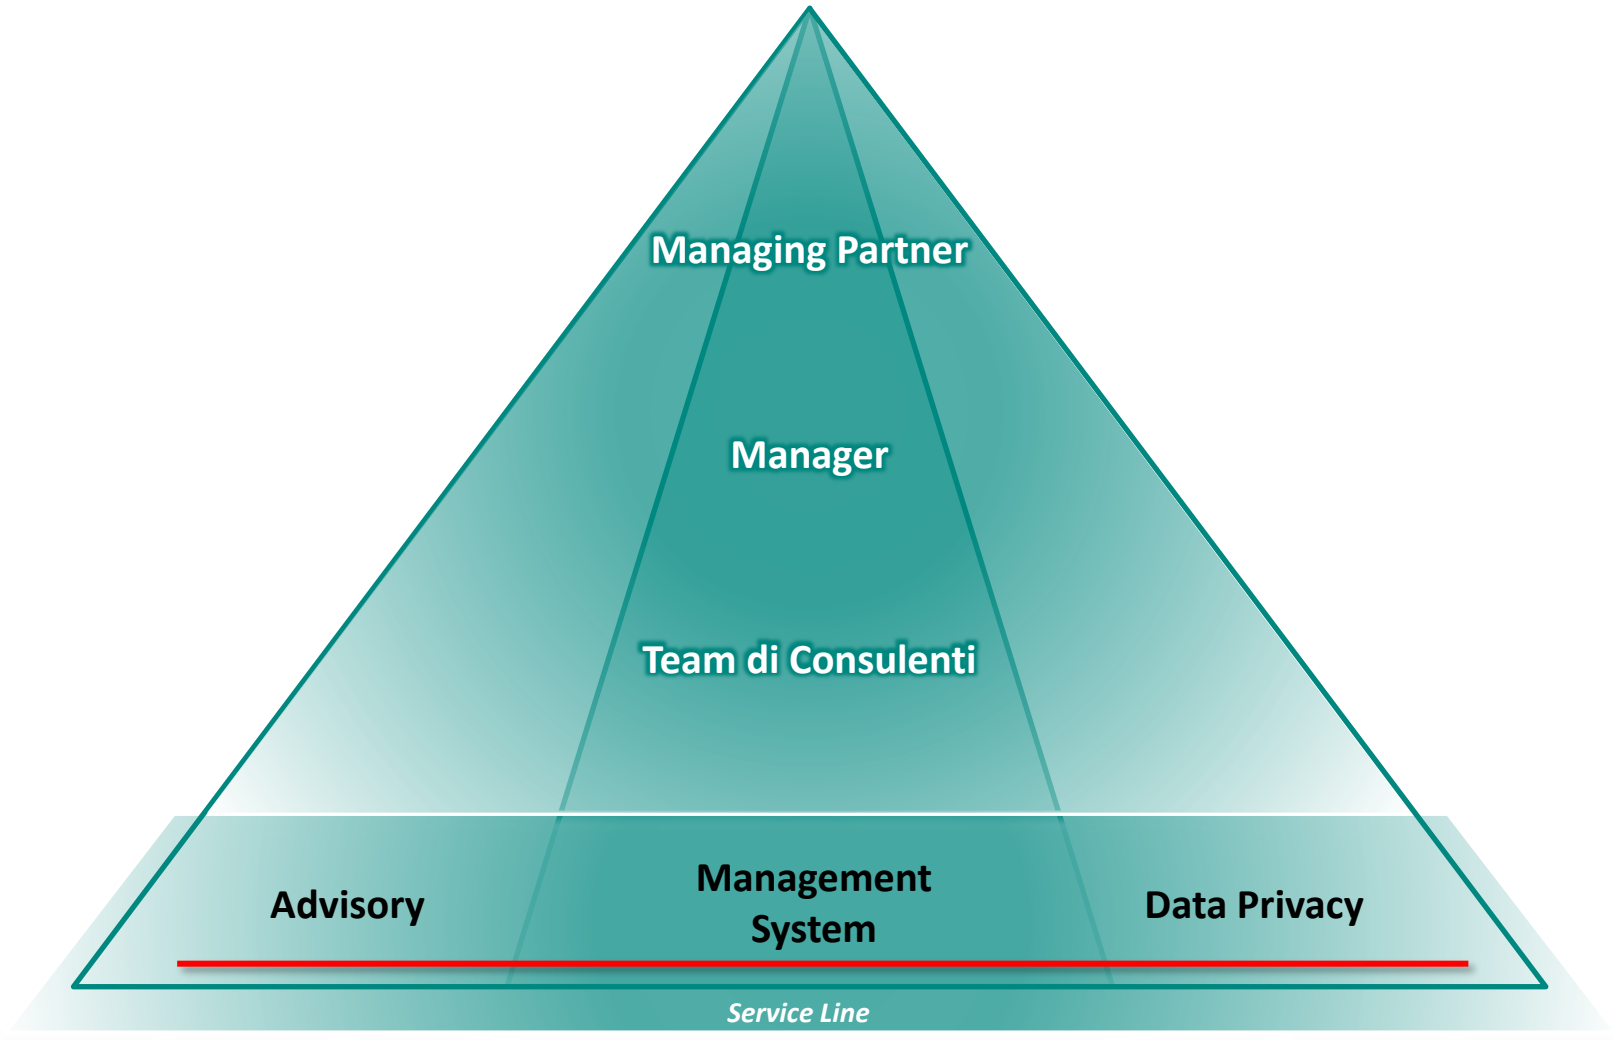 Managing Partner
Manager
Team di Consulenti
Management
System
Advisory
Data Privacy
Service Line